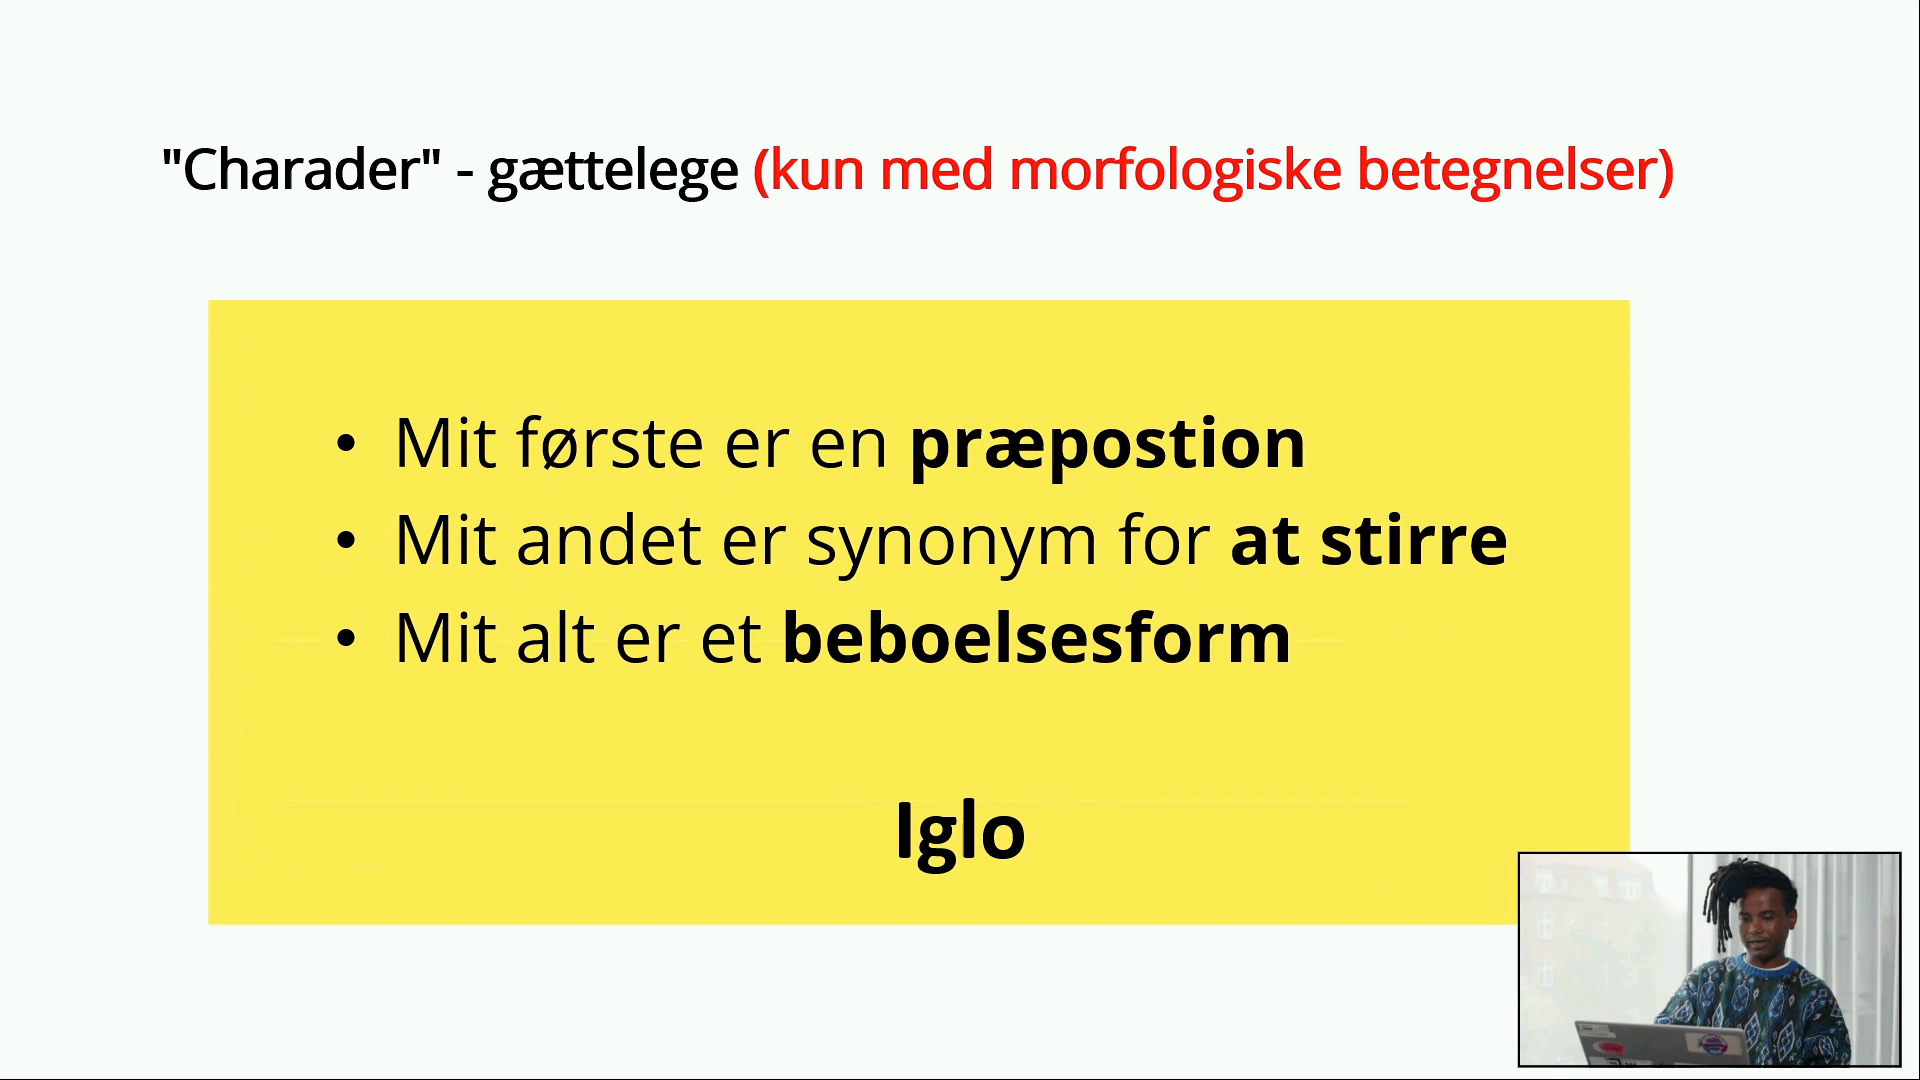 "Charader" - gættelege (kun med morfologiske betegnelser)
• Mit første er en præpostion
• Mit andet er synonym for at stirre
• Mit alt er et beboelsesform
Iglo